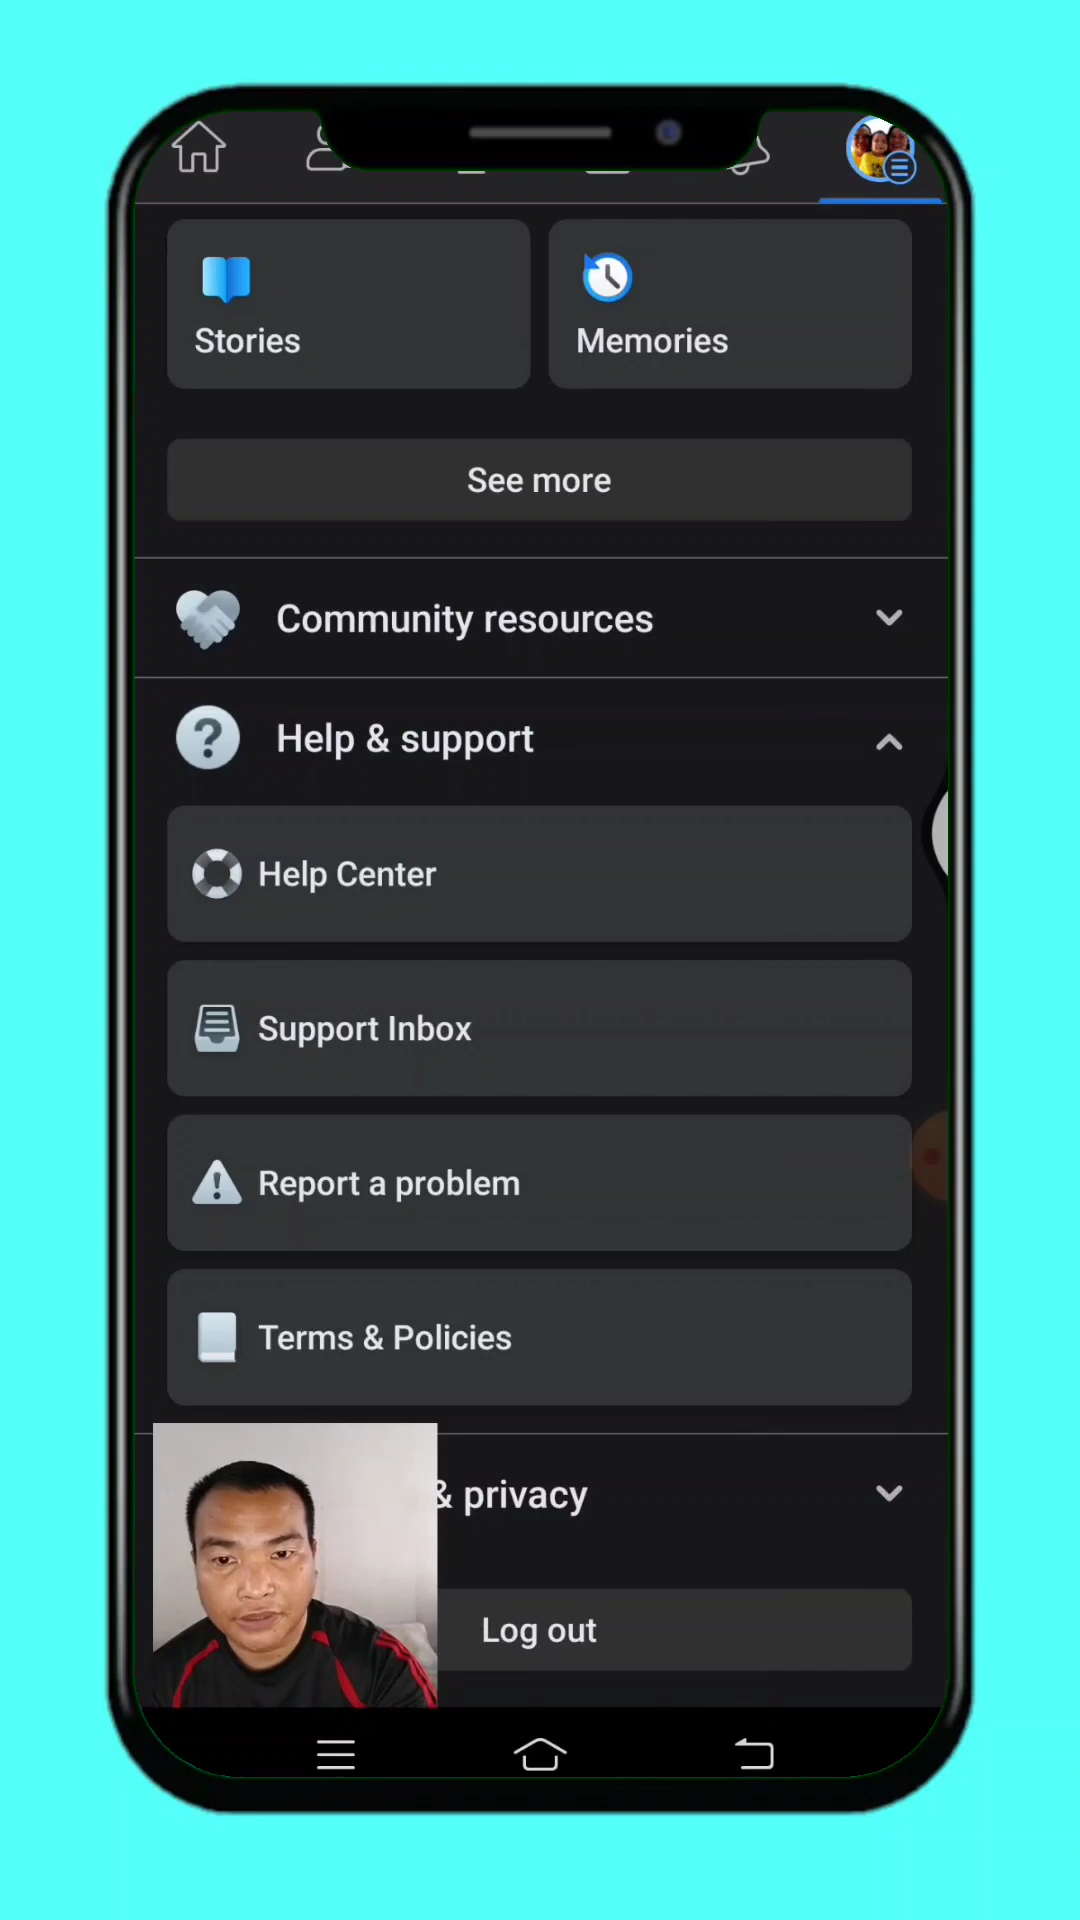 Stories
Memories
See more
Community resources
Help & support
Help Center
Support Inbox
Report a problem
Terms & Policies
& privacy
Log out